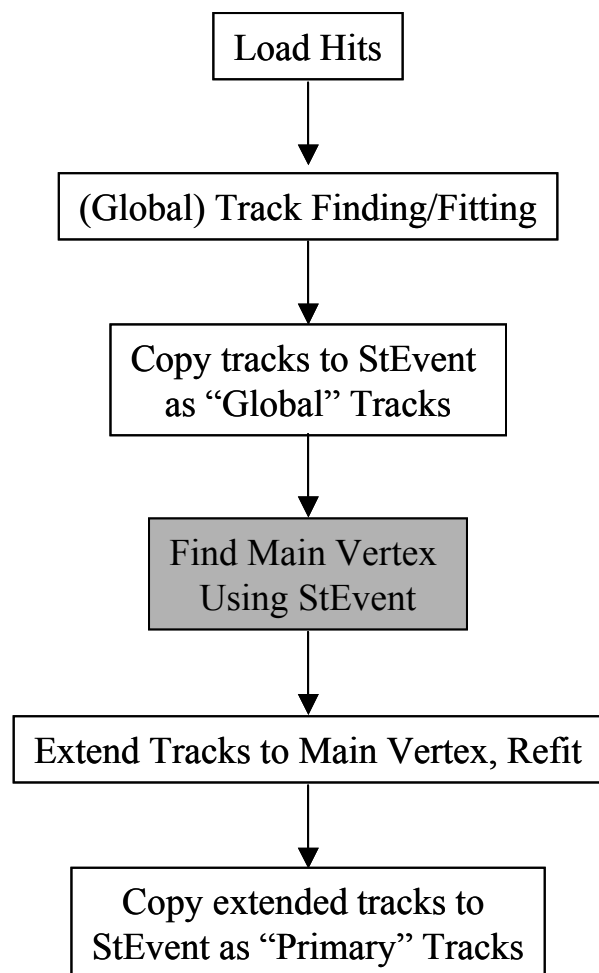 Load Hits
(Global) Track Finding/Fitting
Copy tracks to StEvent
as “Global” Tracks
Find Main Vertex
Using StEvent
Extend Tracks to Main Vertex, Refit
Copy extended tracks to
StEvent as “Primary” Tracks